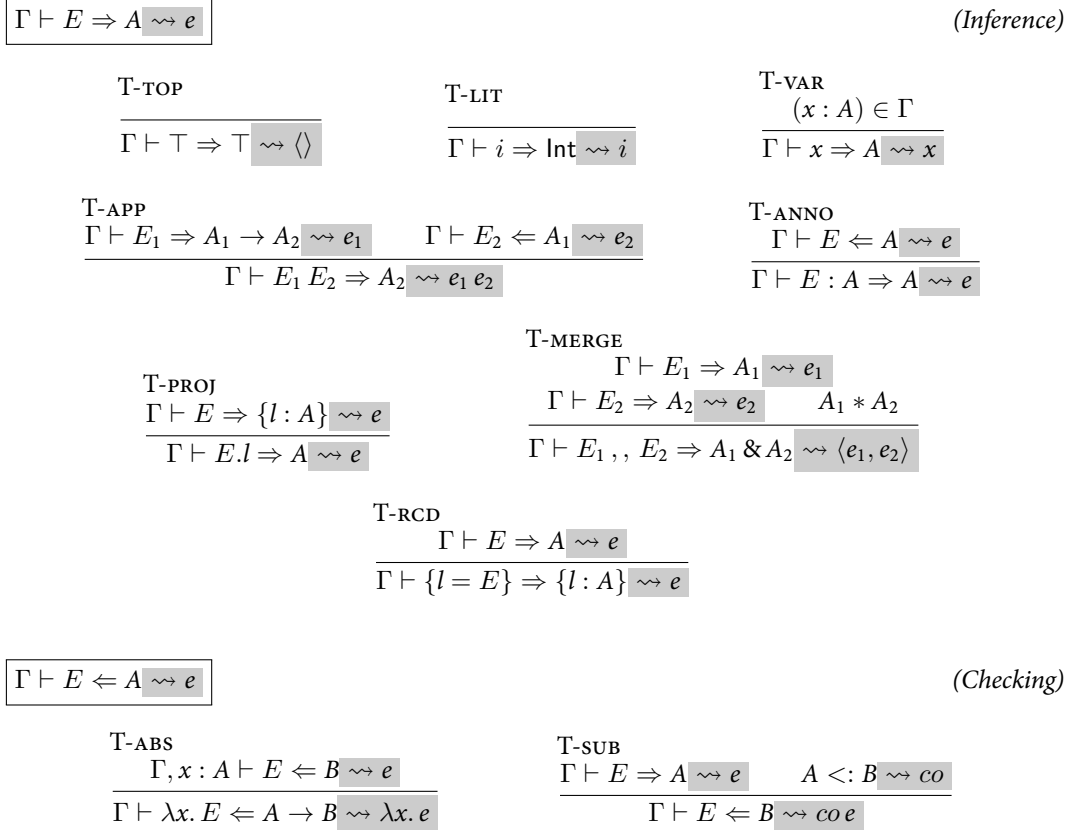 Γ ⊢ E ⇒ A ⇝ e (Inference)
T-TOP
Γ ⊢ ⊤ ⇒ ⊤ ⇝ ⟨⟩
T-LIT
Γ ⊢ i ⇒ Int ⇝ i
T-VAR
(x : A) ∈ Γ
Γ ⊢ x ⇒ A ⇝ x
T-APP
Γ ⊢ E₁ ⇒ A₁ → A₂ ⇝ e₁ Γ ⊢ E₂ ⇐ A₁ ⇝ e₂
Γ ⊢ E₁ E₂ ⇒ A₂ ⇝ e₁ e₂
T-ANNO
Γ ⊢ E ⇐ A ⇝ e
Γ ⊢ E : A ⇒ A ⇝ e
T-PROJ
Γ ⊢ E ⇒ {l : A} ⇝ e
Γ ⊢ E.l ⇒ A ⇝ e
T-MERGE
Γ ⊢ E₁ ⇒ A₁ ⇝ e₁
Γ ⊢ E₂ ⇒ A₂ ⇝ e₂ A₁ ∗ A₂
Γ ⊢ E₁ ,, E₂ ⇒ A₁ & A₂ ⇝ ⟨e₁, e₂⟩
T-RCD
Γ ⊢ E ⇒ A ⇝ e
Γ ⊢ {l = E} ⇒ {l : A} ⇝ e
Γ ⊢ E ⇐ A ⇝ e (Checking)
T-ABS
Γ, x : A ⊢ E ⇐ B ⇝ e
Γ ⊢ λx. E ⇐ A → B ⇝ λx. e
T-SUB
Γ ⊢ E ⇒ A ⇝ e A <: B ⇝ co
Γ ⊢ E ⇐ B ⇝ co e